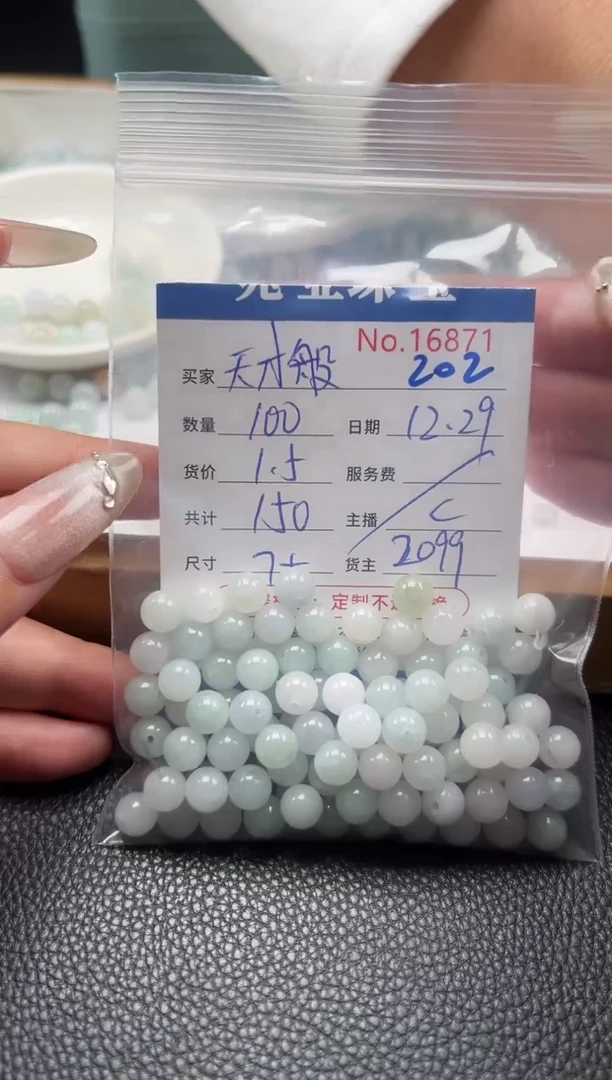 No.16871
买家 天才般 202
数量 100 日期 12.29
货价 1.5 服务费
共计 150 主播 C
尺寸 7+ 货主 2099
定制不